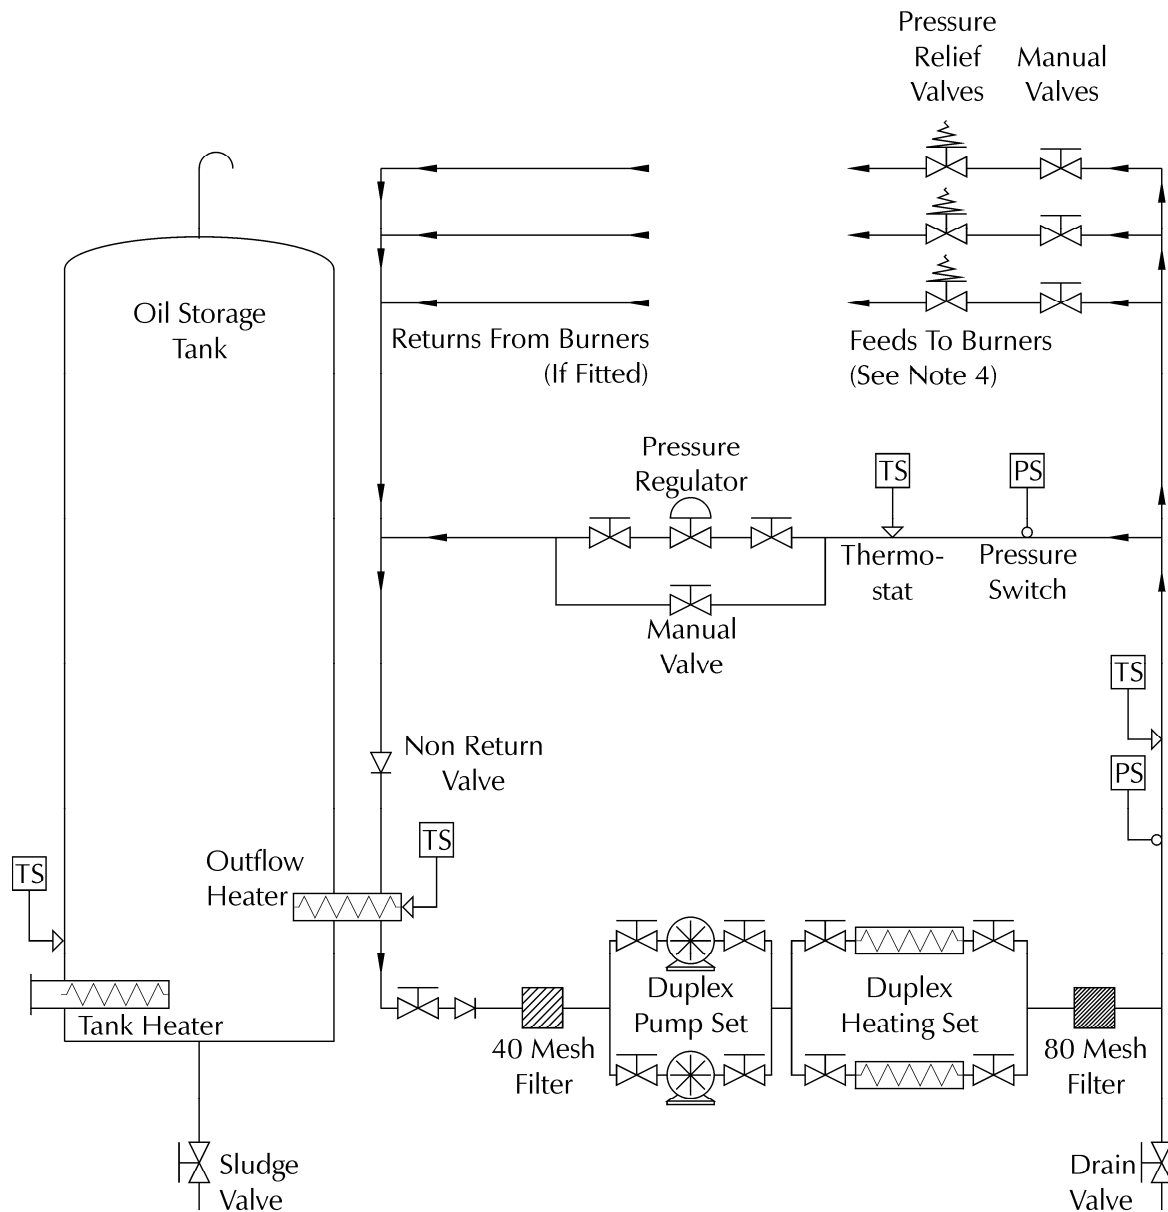 Pressure
Relief
Valves
Manual
Valves
Oil Storage
Tank
Returns From Burners
(If Fitted)
Feeds To Burners
(See Note 4)
Pressure
Regulator
TS
PS
Thermo-
stat
Pressure
Switch
Manual
Valve
TS
Non Return
Valve
PS
TS
Outflow
Heater
TS
Duplex
Pump Set
Duplex
Heating Set
Tank Heater
40 Mesh
Filter
80 Mesh
Filter
Sludge
Valve
Drain
Valve